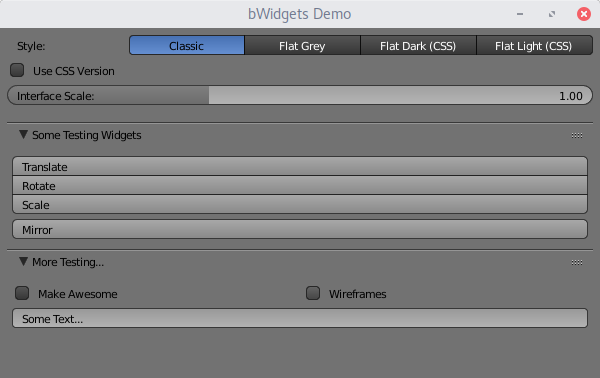 bWidgets Demo
Style: Classic Flat Grey Flat Dark (CSS) Flat Light (CSS)
Use CSS Version
Interface Scale: 1.00
Some Testing Widgets
Translate
Rotate
Scale
Mirror
More Testing...
Make Awesome Wireframes
Some Text...